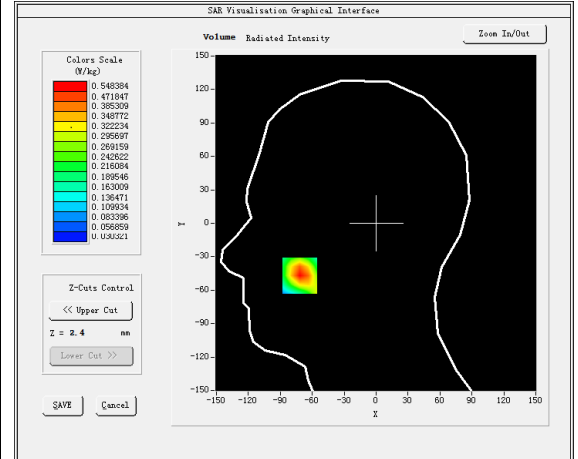 SAR Visualisation Graphical Interface
Volume Radiated Intensity
Zoom In/Out
Colors Scale
(W/kg)
0.548384
0.471847
0.385309
0.348772
0.322234
0.295697
0.269159
0.242622
0.216084
0.189546
0.163009
0.136471
0.109934
0.083396
0.056859
0.030321
Z-Cuts Control
<< Upper Cut
Z = 2.4 mm
Lower Cut >>
SAVE Cancel
150
120
90
60
30
0
-30
-60
-90
-120
-150
Y
-150 -120 -90 -60 -30 0 30 60 90 120 150
X